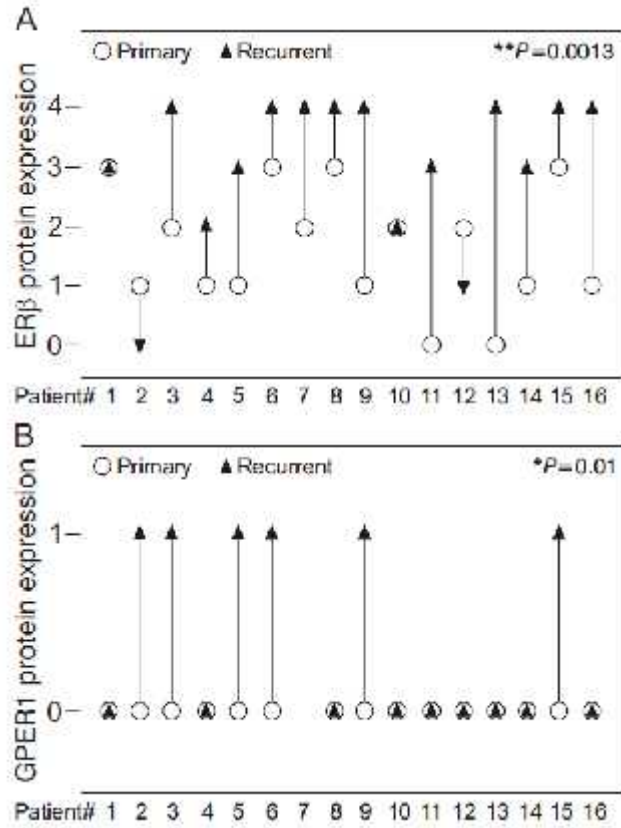 A
○ Primary ▲ Recurrent **P=0.0013
ERβ protein expression
4
3
2
1
0
Patient# 1 2 3 4 5 6 7 8 9 10 11 12 13 14 15 16
B
○ Primary ▲ Recurrent *P=0.01
GPER1 protein expression
1
0
Patient# 1 2 3 4 5 6 7 8 9 10 11 12 13 14 15 16